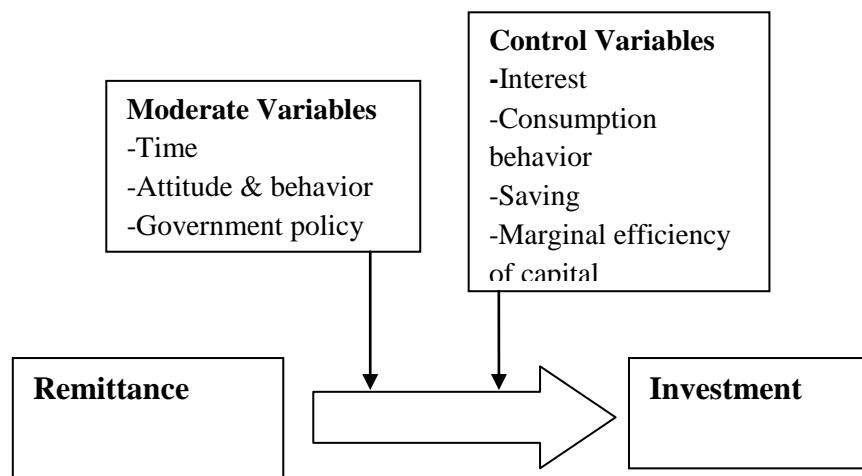 Control Variables
-Interest
-Consumption
behavior
-Saving
-Marginal efficiency
of capital
Moderate Variables
-Time
-Attitude & behavior
-Government policy
Remittance
Investment